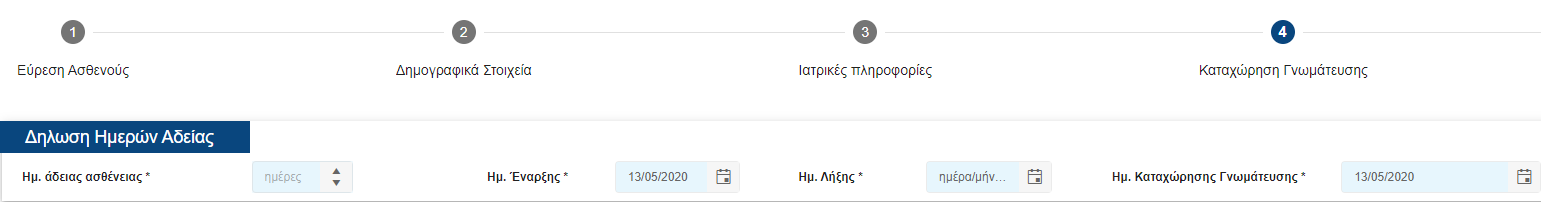 1 2 3 4
Εύρεση Ασθενούς Δημογραφικά Στοιχεία Ιατρικές πληροφορίες Καταχώρηση Γνωμάτευσης
Δηλωση Ημερών Αδείας
Ημ. άδειας ασθένειας * ημέρες Ημ. Έναρξης * 13/05/2020 Ημ. Λήξης * ημέρα/μήν... Ημ. Καταχώρησης Γνωμάτευσης * 13/05/2020